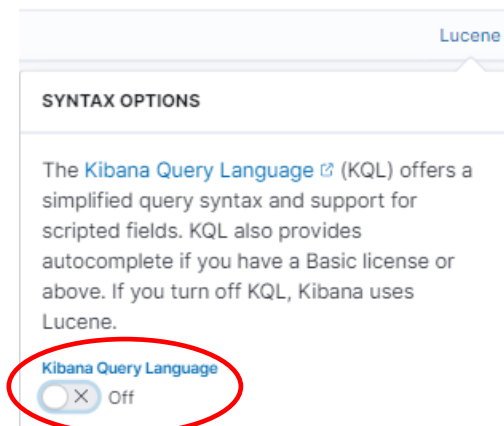 Lucene
SYNTAX OPTIONS
The Kibana Query Language (KQL) offers a
simplified query syntax and support for
scripted fields. KQL also provides
autocomplete if you have a Basic license or
above. If you turn off KQL, Kibana uses
Lucene.
Kibana Query Language
Off